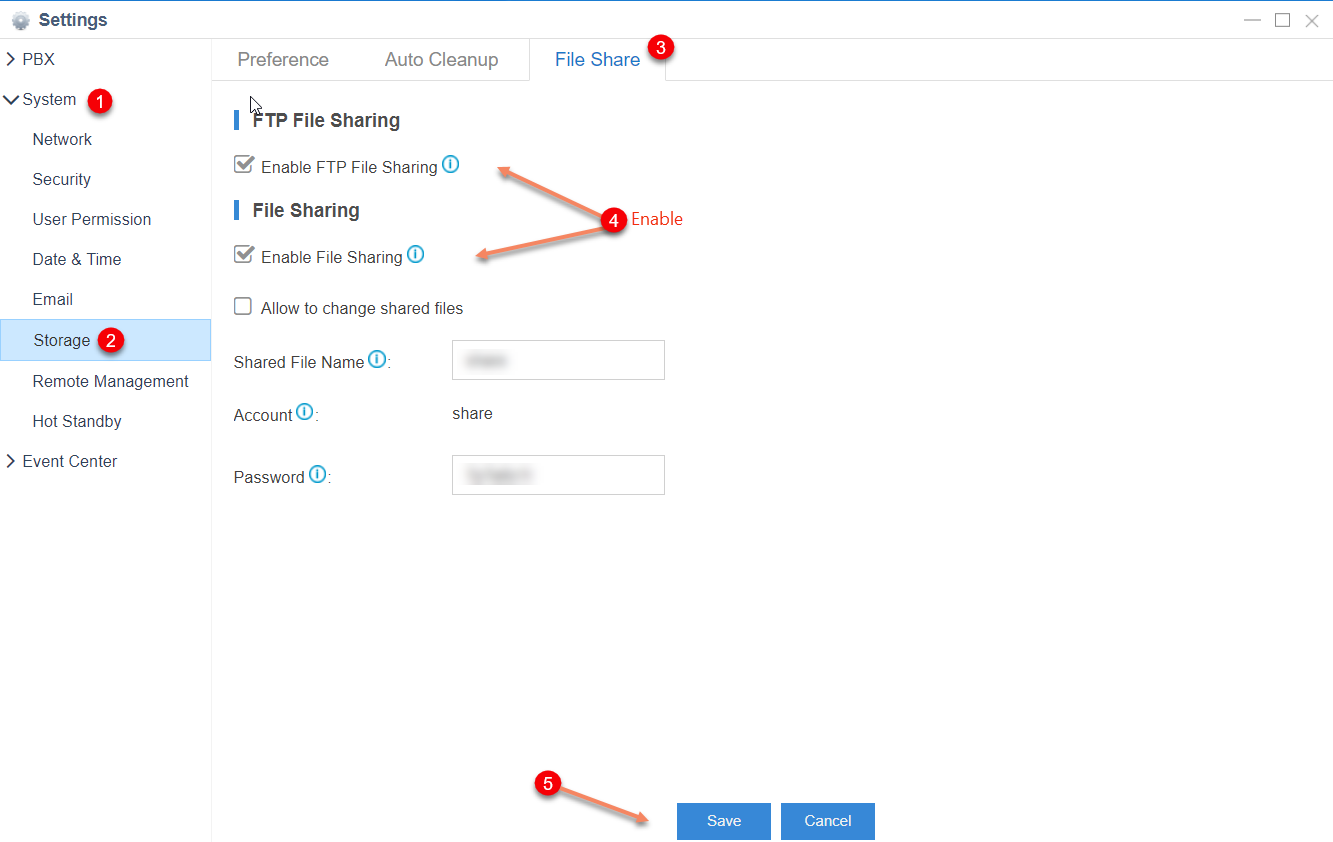 Settings
PBX
System 1
Network
Security
User Permission
Date & Time
Email
Storage 2
Remote Management
Hot Standby
Event Center
Preference Auto Cleanup File Share 3
FTP File Sharing
Enable FTP File Sharing
File Sharing
4 Enable
Enable File Sharing
Allow to change shared files
Shared File Name :
Account : share
Password :
5
Save Cancel